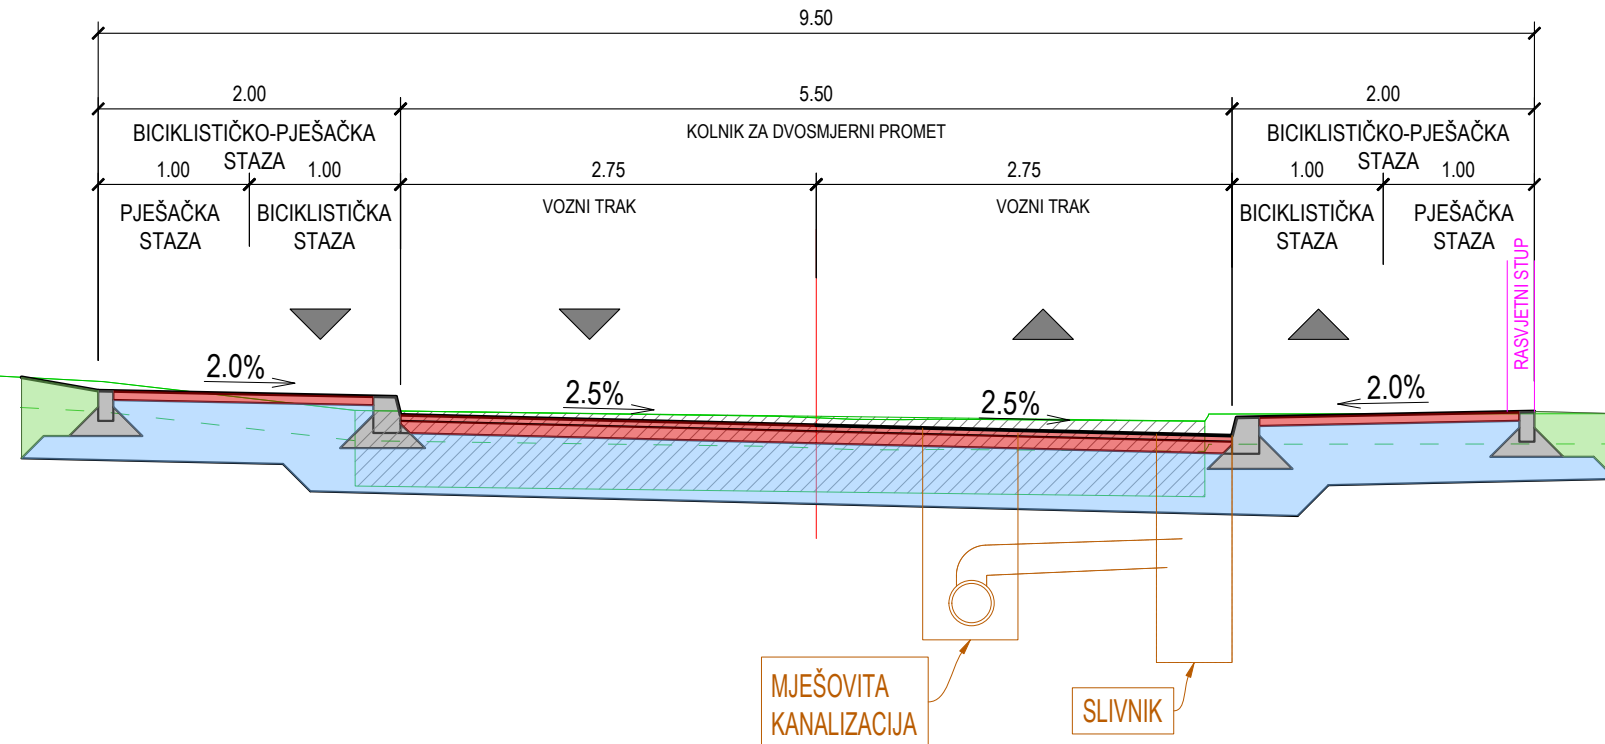 9.50
2.00
5.50
2.00
BICIKLISTIČKO-PJEŠAČKA
STAZA
KOLNIK ZA DVOSMJERNI PROMET
BICIKLISTIČKO-PJEŠAČKA
STAZA
1.00
1.00
2.75
2.75
1.00
1.00
PJEŠAČKA
STAZA
BICIKLISTIČKA
STAZA
VOZNI TRAK
VOZNI TRAK
BICIKLISTIČKA
STAZA
PJEŠAČKA
STAZA
RASVJETNI STUP
2.0%
2.5%
2.5%
2.0%
MJEŠOVITA
KANALIZACIJA
SLIVNIK